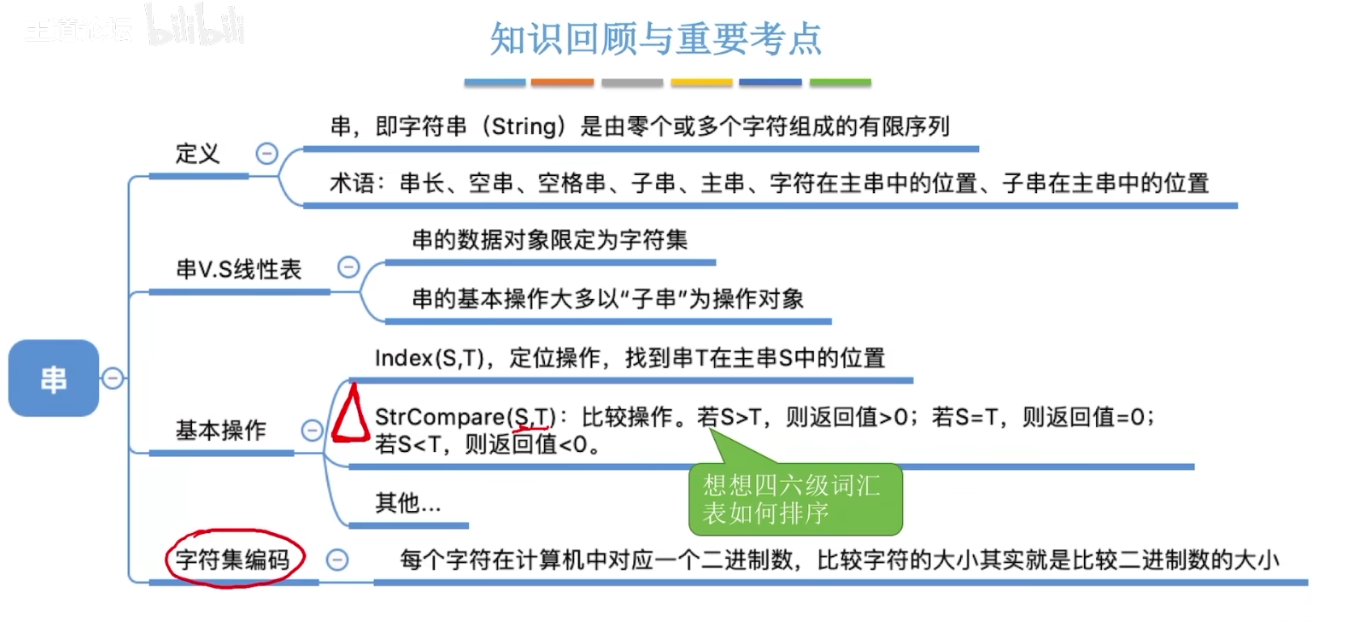 bilibili
知识回顾与重要考点
定义
串，即字符串（String）是由零个或多个字符组成的有限序列
术语：串长、空串、空格串、子串、主串、字符在主串中的位置、子串在主串中的位置
串V.S线性表
串的数据对象限定为字符集
串的基本操作大多以“子串”为操作对象
串
基本操作
Index(S,T)，定位操作，找到串T在主串S中的位置
StrCompare(S,T)：比较操作。若S>T，则返回值>0；若S=T，则返回值=0；
若S<T，则返回值<0。
想想四六级词汇
表如何排序
其他...
字符集编码
每个字符在计算机中对应一个二进制数，比较字符的大小其实就是比较二进制数的大小